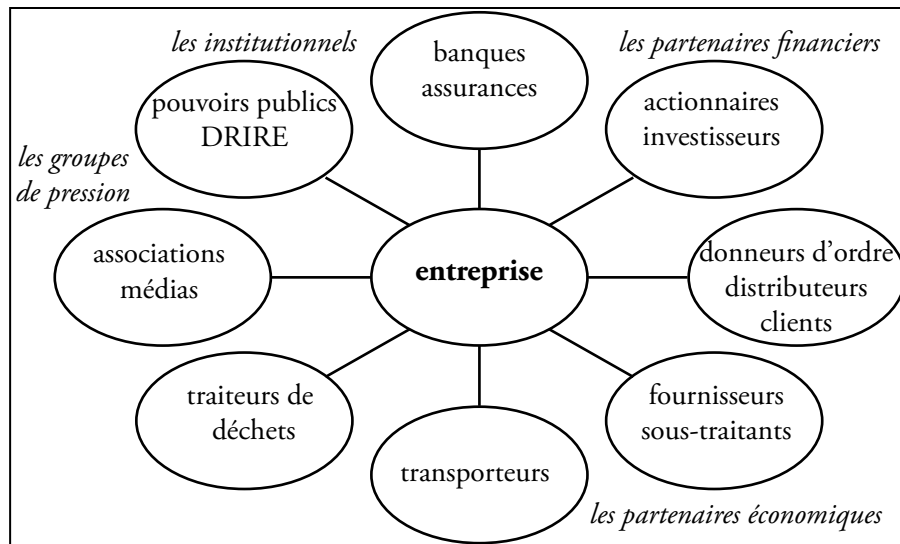 les institutionnels
banques
assurances
les partenaires financiers
pouvoirs publics
DRIRE
actionnaires
investisseurs
les groupes
de pression
associations
médias
entreprise
donneurs d'ordre
distributeurs
clients
traiteurs de
déchets
transporteurs
fournisseurs
sous-traitants
les partenaires économiques